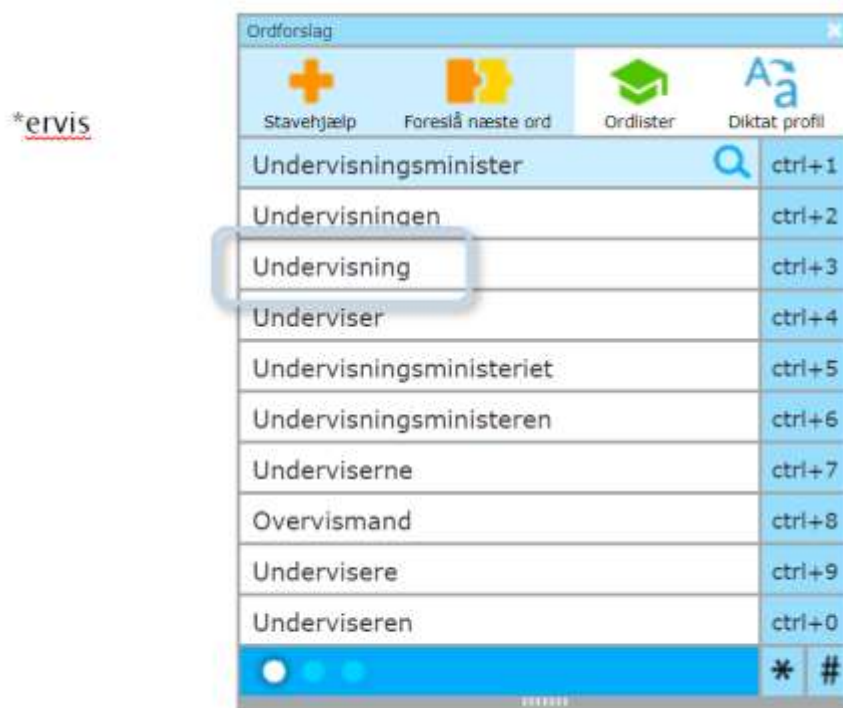 *ervis
Ordforslag
Stavehjælp Foreslå næste ord Ordlister Diktat profil
Undervisningsminister ctrl+1
Undervisningen ctrl+2
Undervisning ctrl+3
Underviser ctrl+4
Undervisningsministeriet ctrl+5
Undervisningsministeren ctrl+6
Underviserne ctrl+7
Overvismand ctrl+8
Undervisere ctrl+9
Underviseren ctrl+0
* #